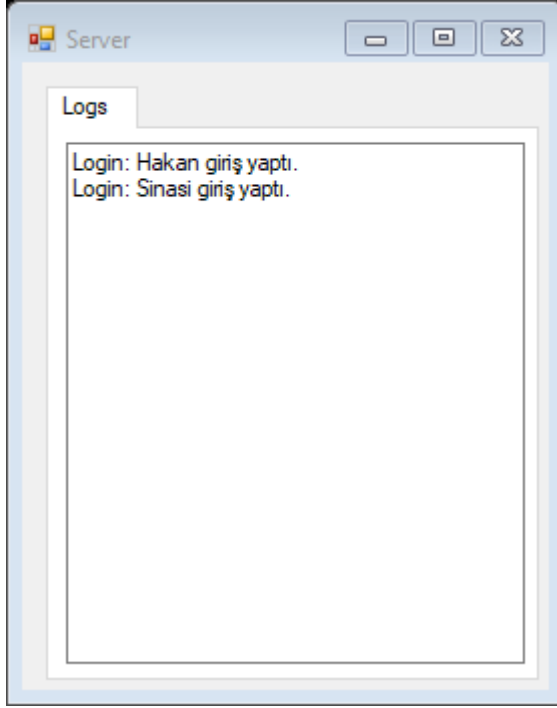 Server
Logs
Login: Hakan giriş yaptı.
Login: Sinasi giriş yaptı.